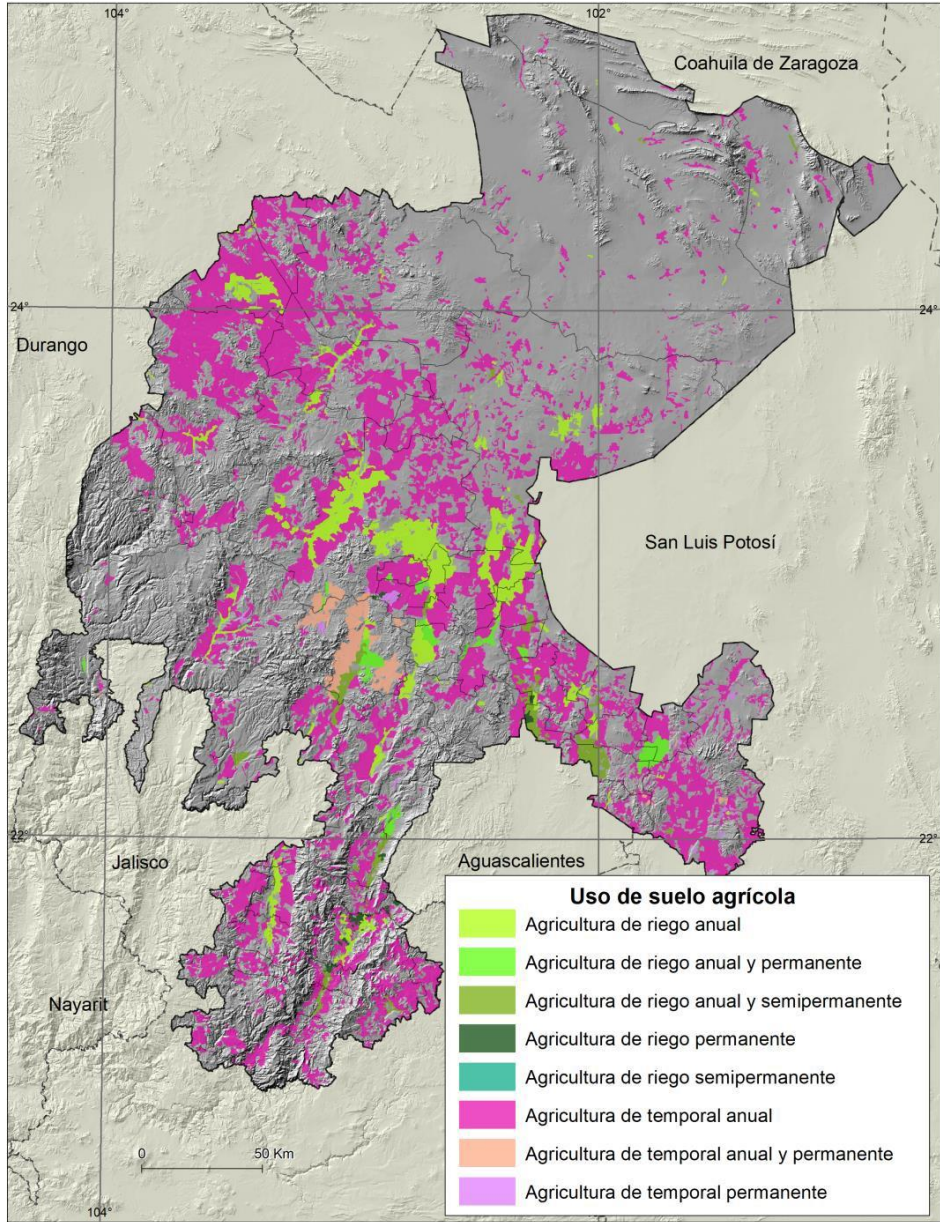 104°
102°
Coahuila de Zaragoza
24°
24°
Durango
San Luis Potosí
22°
22°
Jalisco
Aguascalientes
Uso de suelo agrícola
Agricultura de riego anual
Agricultura de riego anual y permanente
Agricultura de riego anual y semipermanente
Nayarit
Agricultura de riego permanente
Agricultura de riego semipermanente
Agricultura de temporal anual
0 50 Km
Agricultura de temporal anual y permanente
Agricultura de temporal permanente
104°